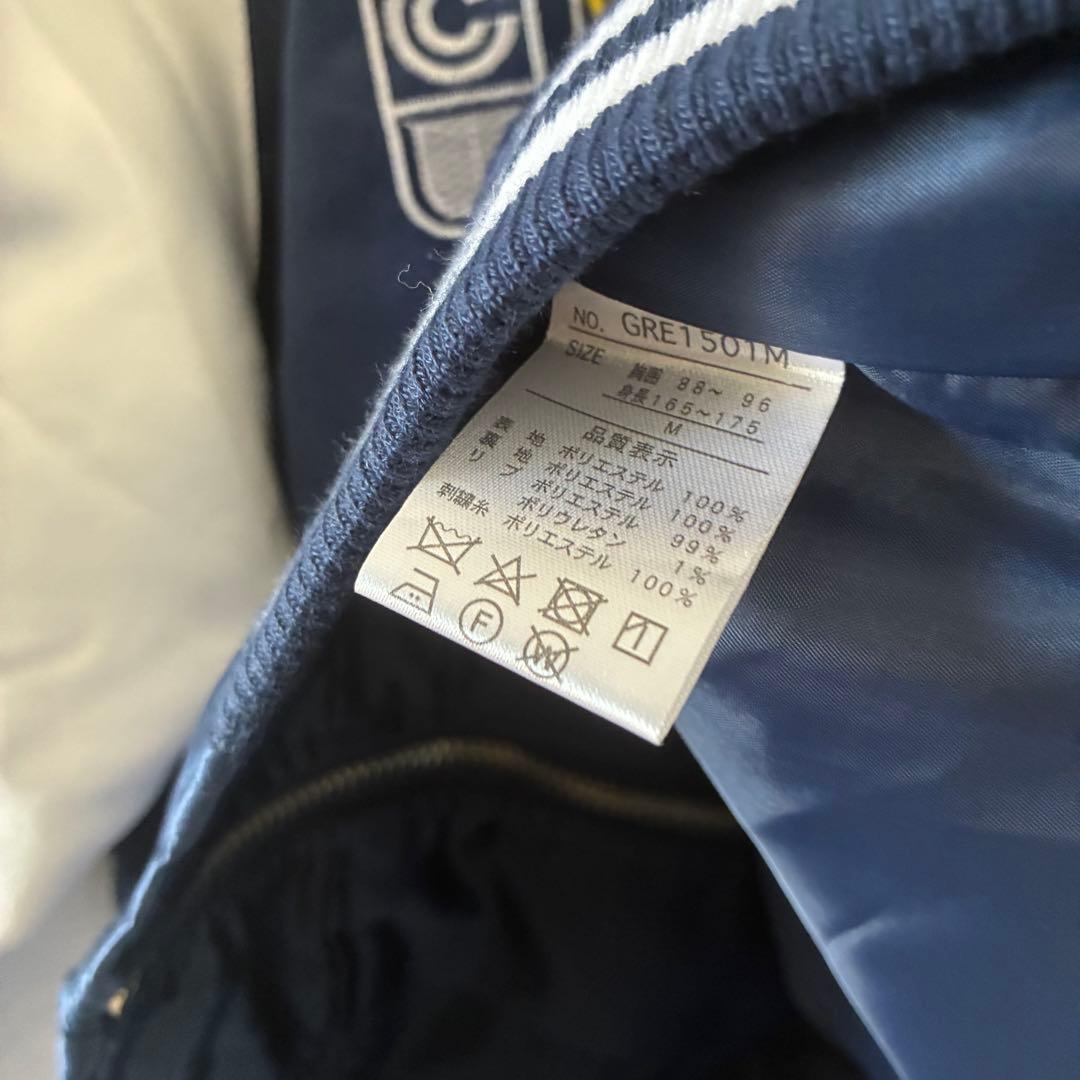 C
NO. GRE1501M
SIZE
胸囲 88～ 96
身長165～175
M
品質表示
表 地 ポリエステル 100%
裏 地 ポリエステル 100%
リ ブ ポリエステル 99%
ポリウレタン 1%
刺繍糸 ポリエステル 100%
1
F
W